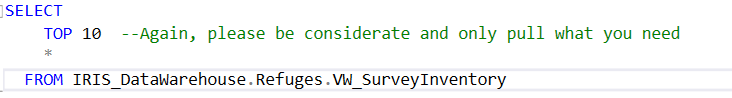 SELECT
TOP 10  --Again, please be considerate and only pull what you need
*
FROM IRIS_DataWarehouse.Refuges.VW_SurveyInventory